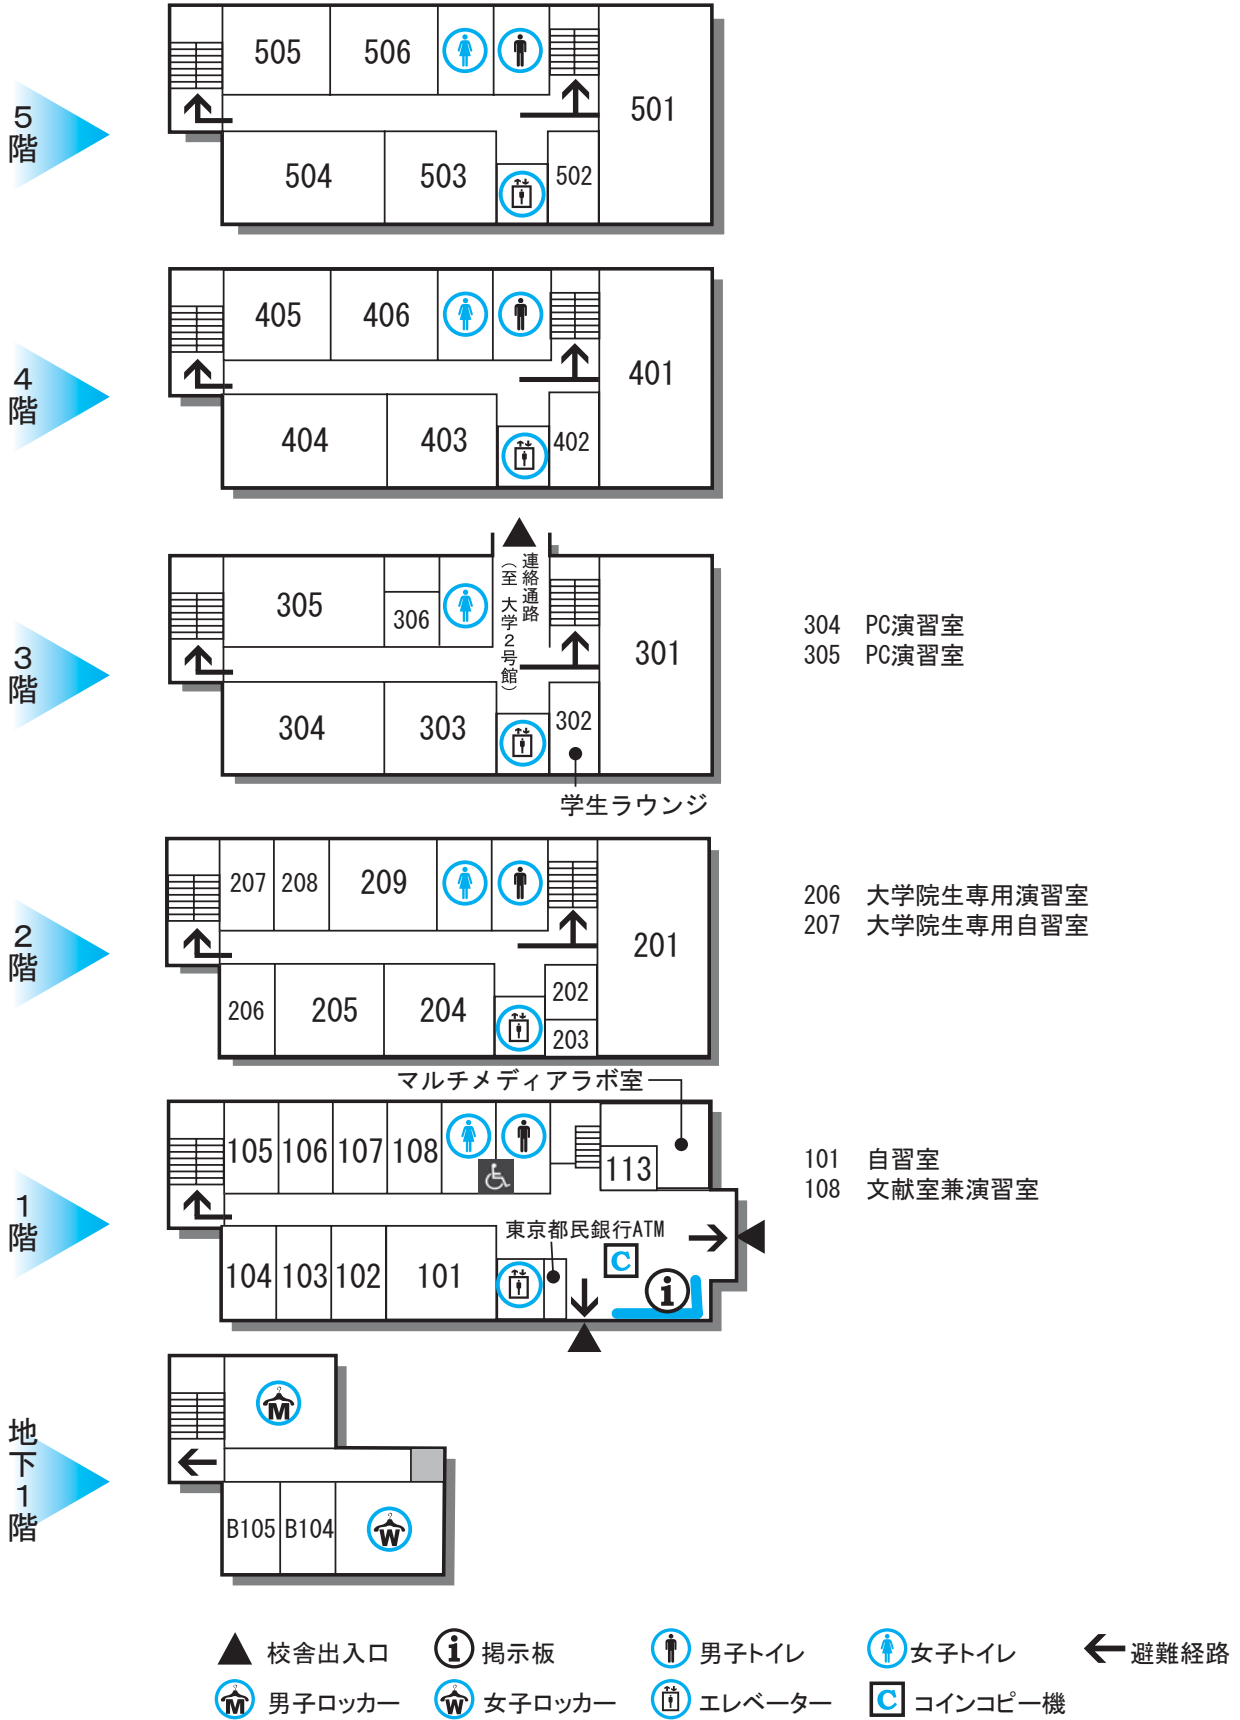 5階
505
506
501
504
503
502
4階
405
406
401
404
403
402
3階
連絡通路
(至 大学2号館)
305
306
301
304
303
302
学生ラウンジ
304 PC演習室
305 PC演習室
2階
207
208
209
201
206
205
204
202
203
206 大学院生専用演習室
207 大学院生専用自習室
マルチメディアラボ室
1階
105
106
107
108
113
東京都民銀行ATM
C
i
104
103
102
101
101 自習室
108 文献室兼演習室
地下1階
M
B105
B104
W
校舎出入口
i 掲示板
男子トイレ
女子トイレ
避難経路
M 男子ロッカー
W 女子ロッカー
エレベーター
C コインコピー機